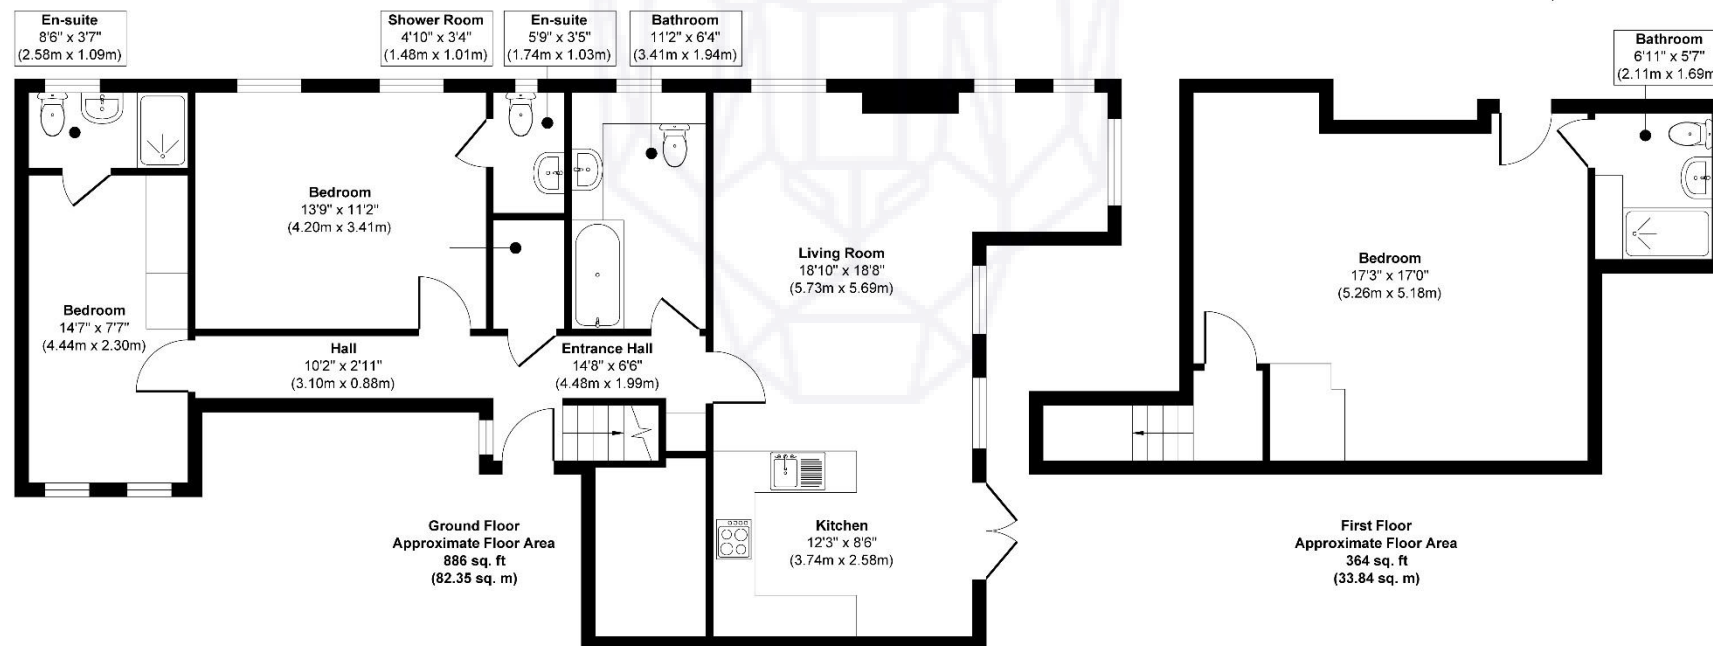 En-suite
8'6" x 3'7"
(2.58m x 1.09m)
Shower Room
4'10" x 3'4"
(1.48m x 1.01m)
En-suite
5'9" x 3'5"
(1.74m x 1.03m)
Bathroom
11'2" x 6'4"
(3.41m x 1.94m)
Bathroom
6'11" x 5'7"
(2.11m x 1.69m
Bedroom
13'9" x 11'2"
(4.20m x 3.41m)
Living Room
18'10" x 18'8"
(5.73m x 5.69m)
Bedroom
17'3" x 17'0"
(5.26m x 5.18m)
Bedroom
14'7" x 7'7"
(4.44m x 2.30m)
Hall
10'2" x 2'11"
(3.10m x 0.88m)
Entrance Hall
14'8" x 6'6"
(4.48m x 1.99m)
Kitchen
12'3" x 8'6"
(3.74m x 2.58m)
Ground Floor
Approximate Floor Area
886 sq. ft
(82.35 sq. m)
First Floor
Approximate Floor Area
364 sq. ft
(33.84 sq. m)